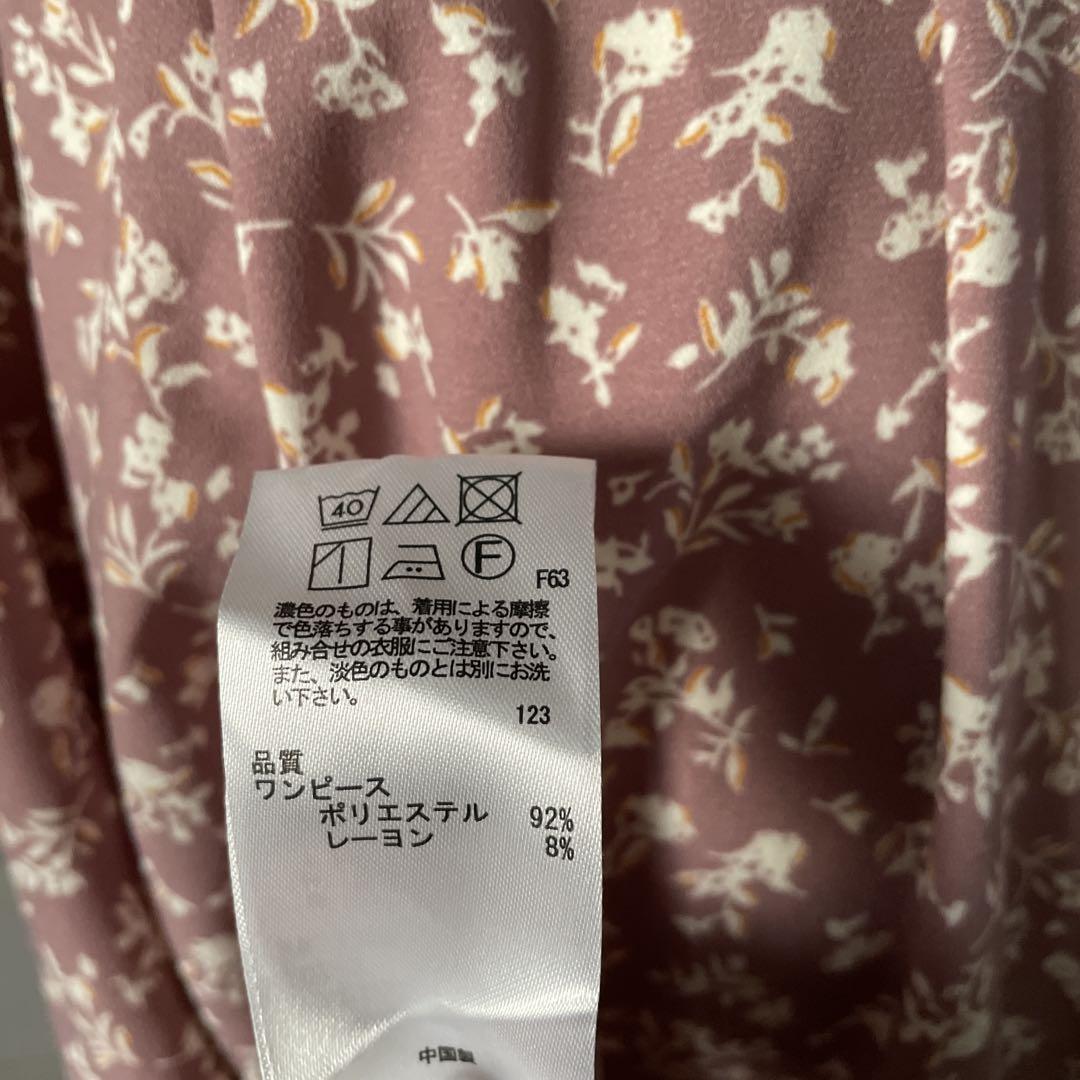 40
F
F63
濃色のものは、着用による摩擦
で色落ちする事がありますので、
組み合せの衣服にご注意下さい。
また、淡色のものとは別にお洗
い下さい。
123
品質
ワンピース
ポリエステル 92%
レーヨン 8%
中国製